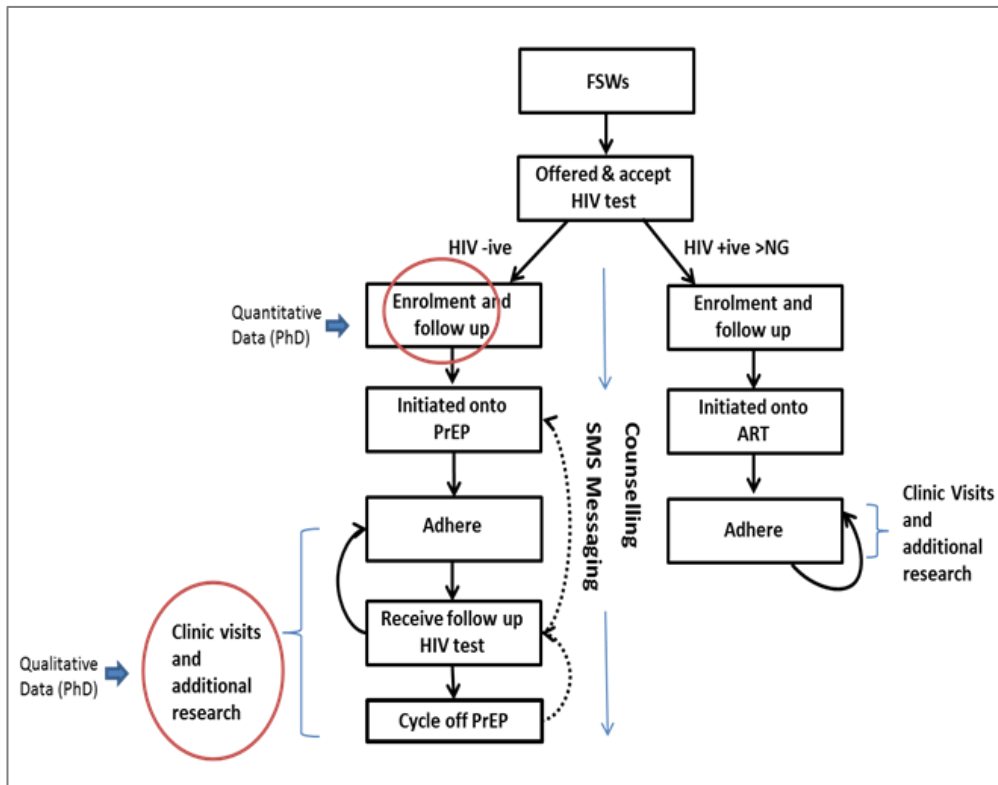 FSWs
Offered & accept
HIV test
HIV -ive
HIV +ive >NG
Enrolment and
follow up
Enrolment and
follow up
Quantitative
Data (PhD)
Initiated onto
PrEP
Initiated onto
ART
Counselling
SMS Messaging
Adhere
Adhere
Clinic Visits
and
additional
research
Receive follow up
HIV test
Clinic visits
and
additional
research
Qualitative
Data (PhD)
Cycle off PrEP